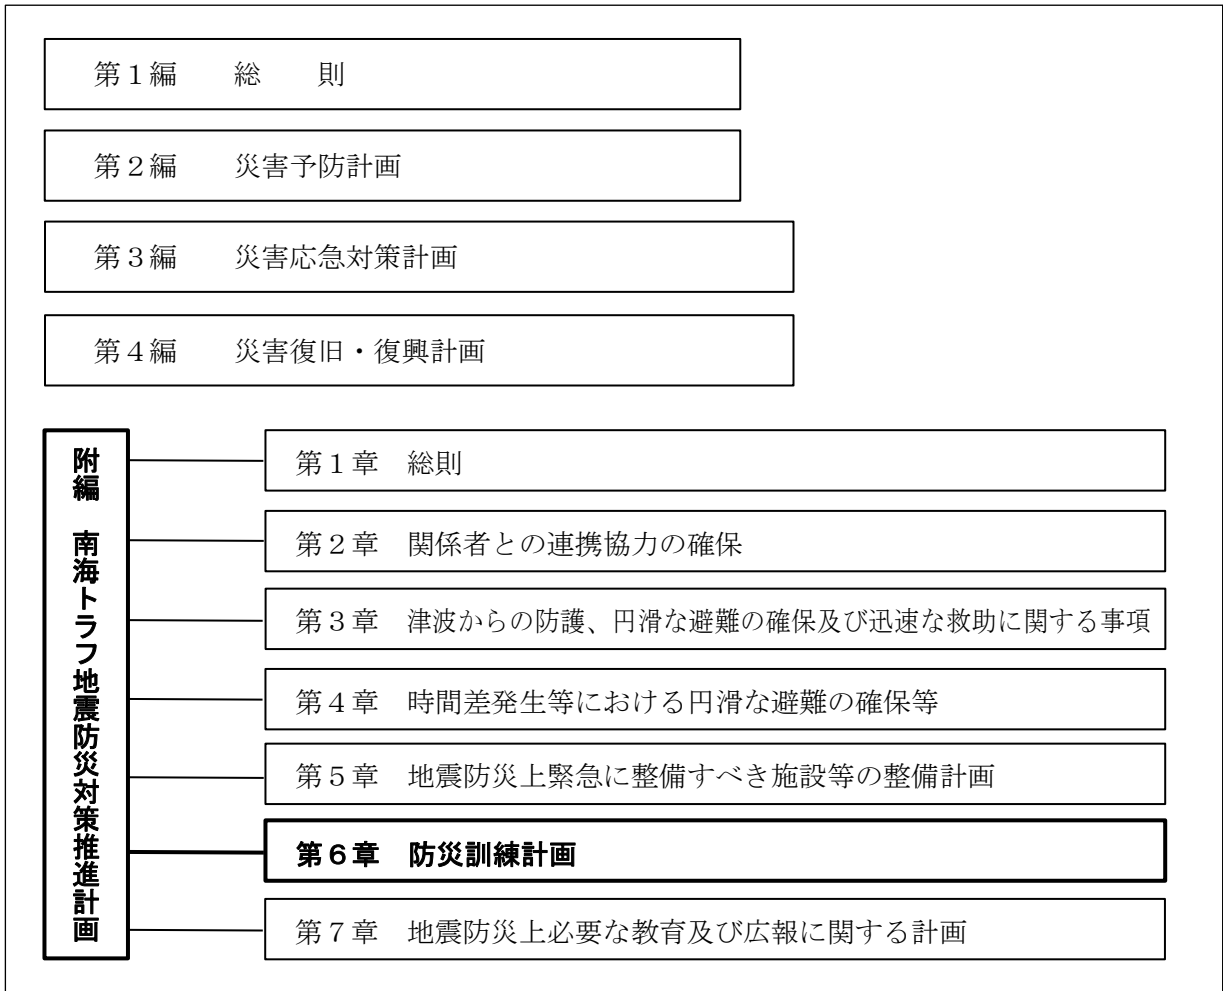 第１編　　総　　則
第２編　　災害予防計画
第３編　　災害応急対策計画
第４編　　災害復旧・復興計画
附編　南海トラフ地震防災対策推進計画
第１章　総則
第２章　関係者との連携協力の確保
第３章　津波からの防護、円滑な避難の確保及び迅速な救助に関する事項
第４章　時間差発生等における円滑な避難の確保等
第５章　地震防災上緊急に整備すべき施設等の整備計画
第６章　防災訓練計画
第７章　地震防災上必要な教育及び広報に関する計画